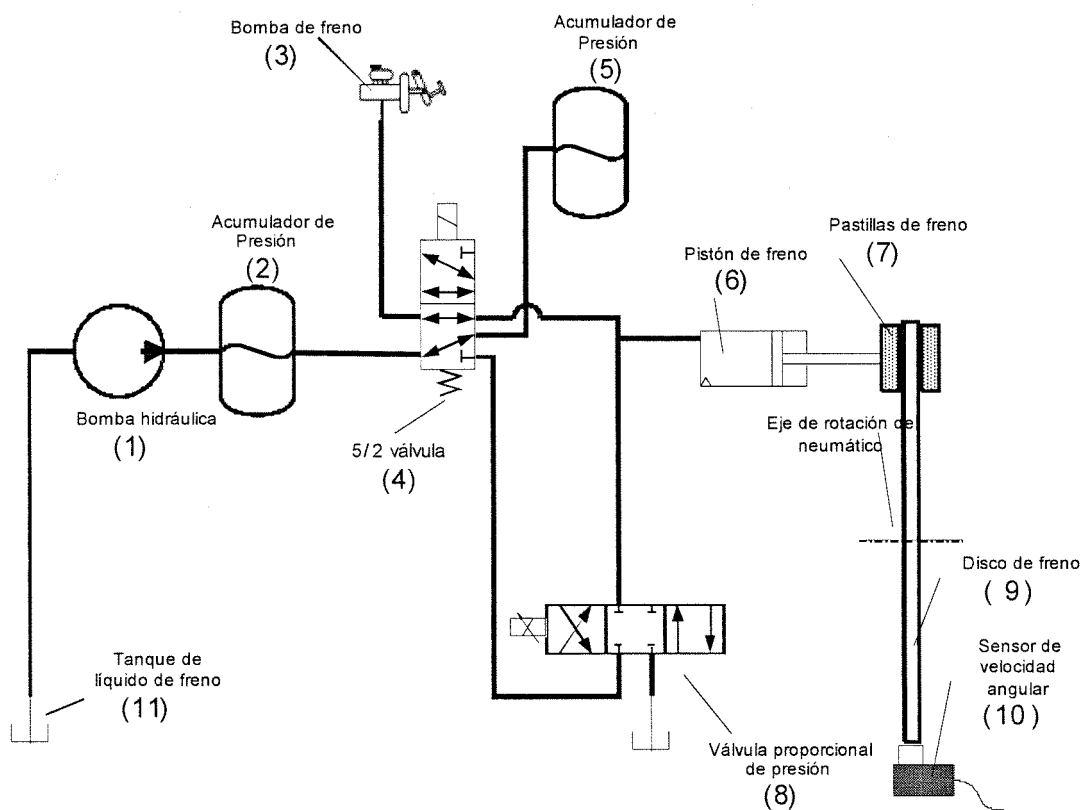 Bomba de freno
(3)
Acumulador de
Presión
(5)
Acumulador de
Presión
(2)
Pastillas de freno
(7)
Pistón de freno
(6)
Bomba hidráulica
(1)
5/2 válvula
(4)
Eje de rotación de
neumático
Disco de freno
(9)
Tanque de
líquido de freno
(11)
Sensor de
velocidad
angular
(10)
Válvula proporcional
de presión
(8)